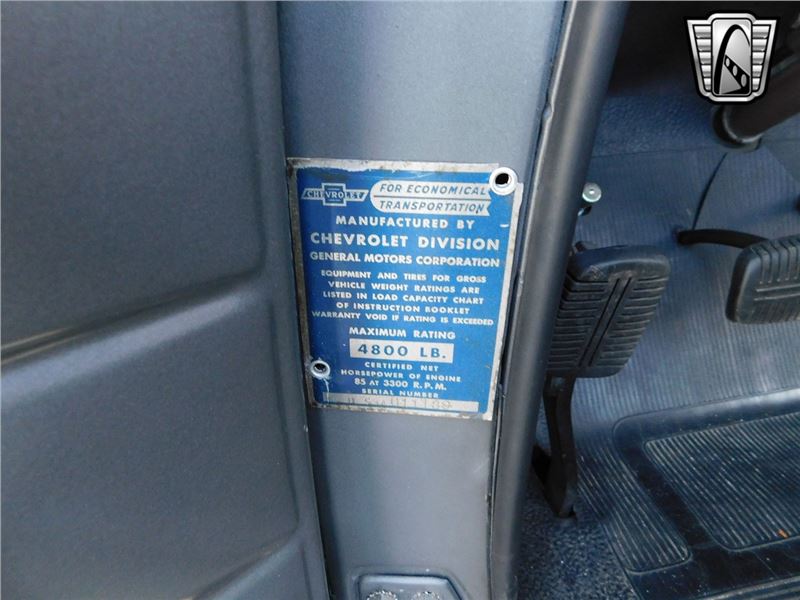 CHEVROLET
FOR ECONOMICAL
TRANSPORTATION
MANUFACTURED BY
CHEVROLET DIVISION
GENERAL MOTORS CORPORATION
EQUIPMENT AND TIRES FOR GROSS
VEHICLE WEIGHT RATINGS ARE
LISTED IN LOAD CAPACITY CHART
OF INSTRUCTION BOOKLET
WARRANTY VOID IF RATING IS EXCEEDED
MAXIMUM RATING
4800 LB.
CERTIFIED NET
HORSEPOWER OF ENGINE
85 AT 3300 R.P.M.
SERIAL NUMBER